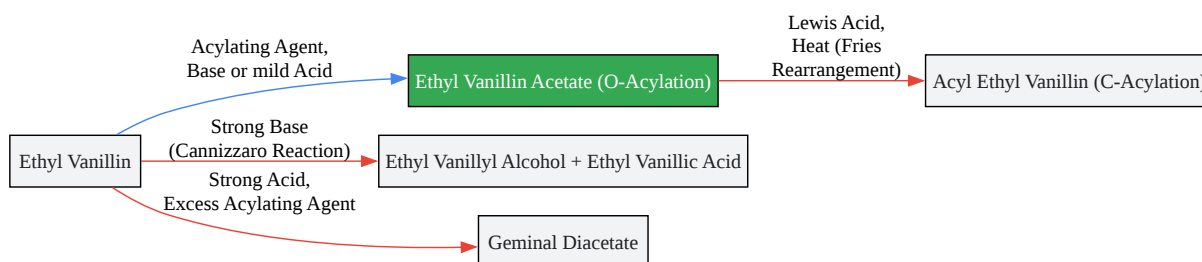 Acylating Agent,
Base or mild Acid
Lewis Acid,
Heat (Fries
Rearrangement)
Ethyl Vanillin Acetate (O-Acylation)
Acyl Ethyl Vanillin (C-Acylation)
Ethyl Vanillin
Strong Base
(Cannizzaro Reaction)
Ethyl Vanillyl Alcohol + Ethyl Vanillic Acid
Strong Acid,
Excess Acylating Agent
Geminal Diacetate